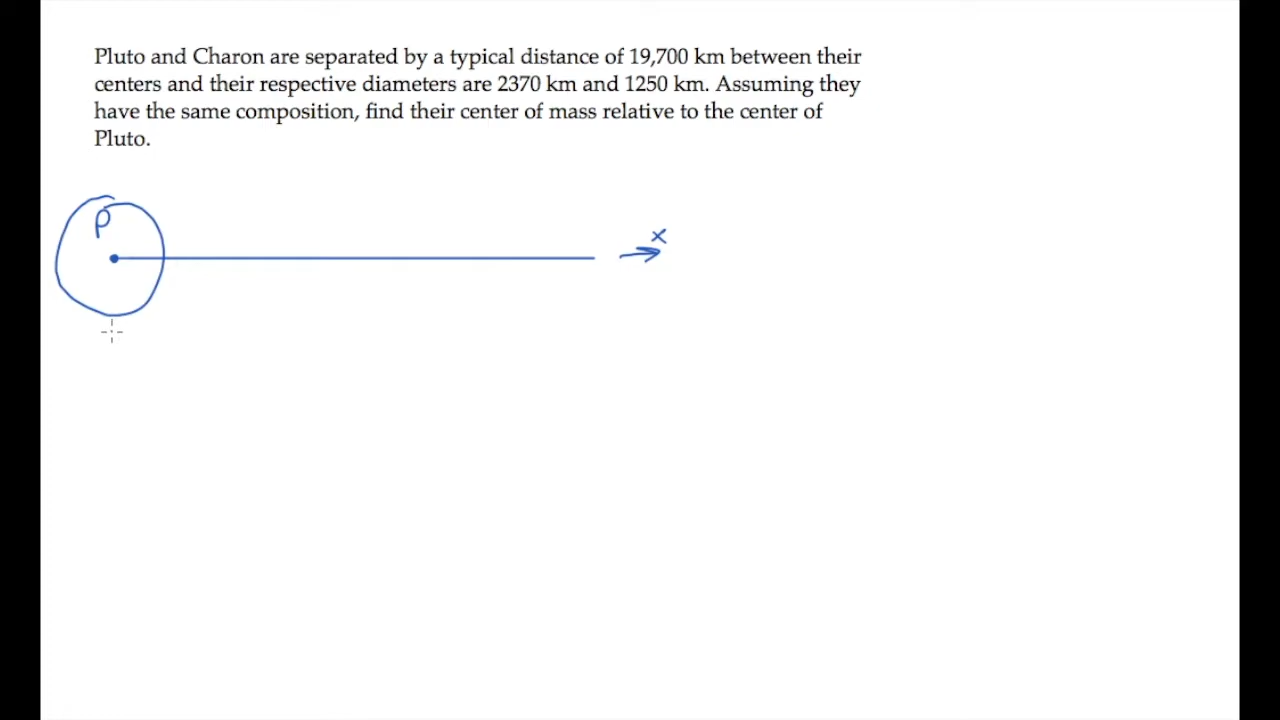 Pluto and Charon are separated by a typical distance of 19,700 km between their
centers and their respective diameters are 2370 km and 1250 km. Assuming they
have the same composition, find their center of mass relative to the center of
Pluto.
P
x